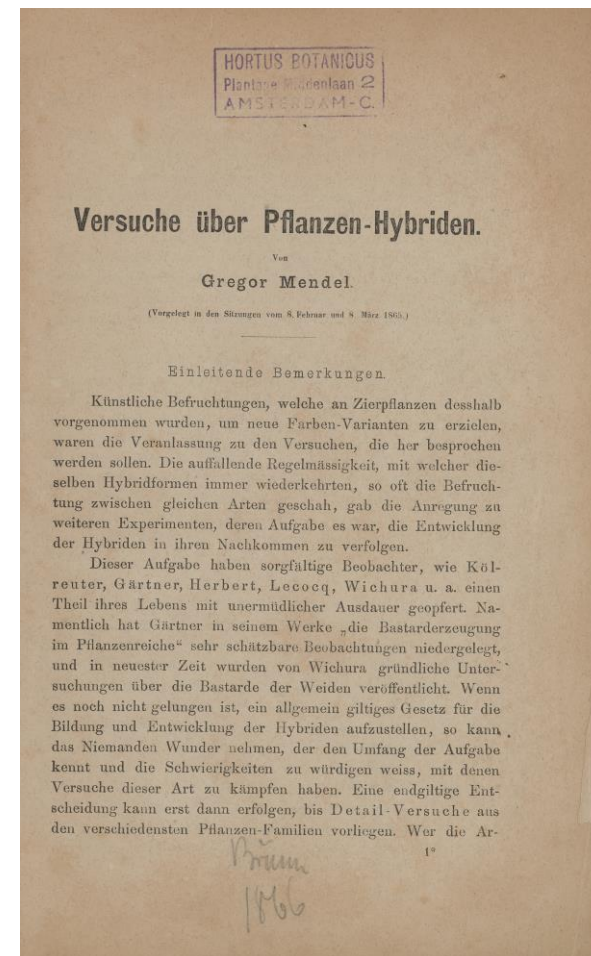 HORTUS BOTANICUS
Plantage Middenlaan 2
AMSTERDAM-C.
Versuche über Pflanzen-Hybriden.
Von
Gregor Mendel.
(Vorgelegt in den Sitzungen vom 8. Februar und 8. März 1865.)
Einleitende Bemerkungen.
Künstliche Befruchtungen, welche an Zierpflanzen desshalb
vorgenommen wurden, um neue Farben-Varianten zu erzielen,
waren die Veranlassung zu den Versuchen, die her besprochen
werden sollen. Die auffallende Regelmässigkeit, mit welcher die-
selben Hybridformen immer wiederkehrten, so oft die Befruch-
tung zwischen gleichen Arten geschah, gab die Anregung zu
weiteren Experimenten, deren Aufgabe es war, die Entwicklung
der Hybriden in ihren Nachkommen zu verfolgen.
Dieser Aufgabe haben sorgfältige Beobachter, wie Köl-
reuter, Gärtner, Herbert, Lecocq, Wichura u. a. einen
Theil ihres Lebens mit unermüdlicher Ausdauer geopfert. Na-
mentlich hat Gärtner in seinem Werke „die Bastarderzeugung
im Pflanzenreiche“ sehr schätzbare Beobachtungen niedergelegt,
und in neuester Zeit wurden von Wichura gründliche Unter-
suchungen über die Bastarde der Weiden veröffentlicht. Wenn
es noch nicht gelungen ist, ein allgemein giltiges Gesetz für die
Bildung und Entwicklung der Hybriden aufzustellen, so kann
das Niemanden Wunder nehmen, der den Umfang der Aufgabe
kennt und die Schwierigkeiten zu würdigen weiss, mit denen
Versuche dieser Art zu kämpfen haben. Eine endgiltige Ent-
scheidung kann erst dann erfolgen, bis Detail-Versuche aus
den verschiedensten Pflanzen-Familien vorliegen. Wer die Ar-
1*
Brünn
1866